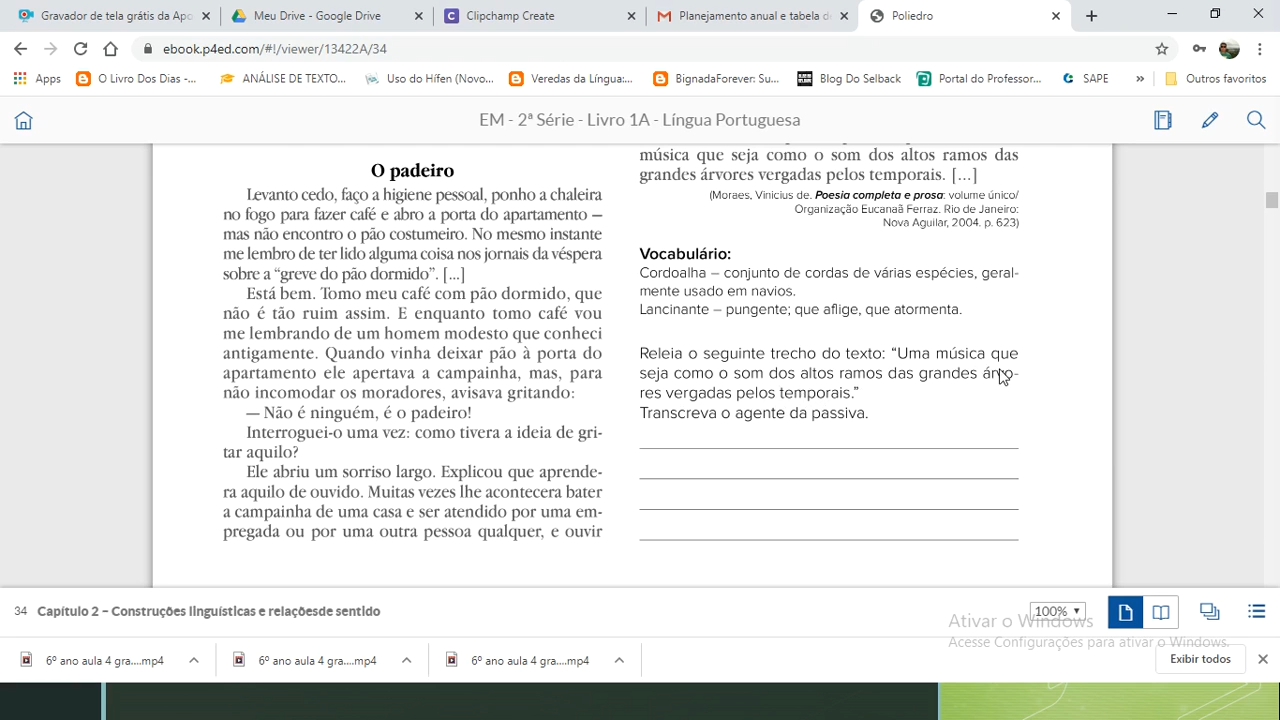 Gravador de tela grátis da Apo
Meu Drive - Google Drive
Clipchamp Create
Planejamento anual e tabela d
Poliedro
ebook.p4ed.com/#!/viewer/13422A/34
Apps
O Livro Dos Dias -...
ANÁLISE DE TEXTO...
Uso do Hífen (Novo...
Veredas da Língua:...
BignadaForever: Su...
Blog Do Selback
Portal do Professor...
SAPE
»
Outros favoritos
EM - 2ª Série - Livro 1A - Língua Portuguesa
O padeiro
Levanto cedo, faço a higiene pessoal, ponho a chaleira
no fogo para fazer café e abro a porta do apartamento –
mas não encontro o pão costumeiro. No mesmo instante
me lembro de ter lido alguma coisa nos jornais da véspera
sobre a “greve do pão dormido”. [...]
Está bem. Tomo meu café com pão dormido, que
não é tão ruim assim. E enquanto tomo café vou
me lembrando de um homem modesto que conheci
antigamente. Quando vinha deixar pão à porta do
apartamento ele apertava a campainha, mas, para
não incomodar os moradores, avisava gritando:
— Não é ninguém, é o padeiro!
Interroguei-o uma vez: como tivera a ideia de gri-
tar aquilo?
Ele abriu um sorriso largo. Explicou que aprende-
ra aquilo de ouvido. Muitas vezes lhe acontecera bater
a campainha de uma casa e ser atendido por uma em-
pregada ou por uma outra pessoa qualquer, e ouvir
música que seja como o som dos altos ramos das
grandes árvores vergadas pelos temporais. [...]
(Moraes, Vinicius de. Poesia completa e prosa: volume único/
Organização Eucanaã Ferraz. Rio de Janeiro:
Nova Aguilar, 2004. p. 623)
Vocabulário:
Cordoalha – conjunto de cordas de várias espécies, geral-
mente usado em navios.
Lancinante – pungente; que aflige, que atormenta.
Releia o seguinte trecho do texto: “Uma música que
seja como o som dos altos ramos das grandes árvo-
res vergadas pelos temporais.”
Transcreva o agente da passiva.
34 Capítulo 2 – Construções linguísticas e relaçõesde sentido
100%
Ativar o Windows
Acesse Configurações para ativar o Windows.
6º ano aula 4 gra....mp4
6º ano aula 4 gra....mp4
6º ano aula 4 gra....mp4
Exibir todos